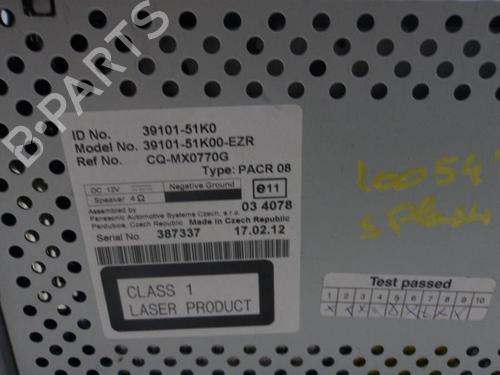 B-PARTS
ID No. 39101-51K0
Model No. 39101-51K00-EZR
Ref No. CQ-MX0770G
Type: PACR 08
DC 12V Negative Ground
Speaker 4Ω
e11
03 4078
Assembled by
Panasonic Automotive Systems Czech, s.r.o.
Pardubice, Czech Republic Made in Czech Republic
Serial No. 387337 17.02.12
CLASS 1
LASER PRODUCT
Test passed
1 2 3 4 5 6 7 8 9 10